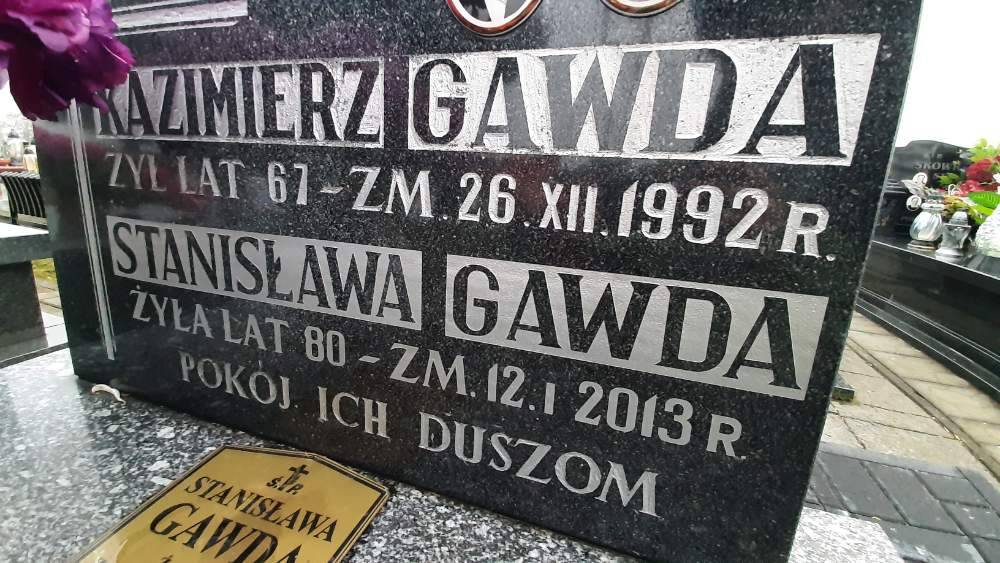 KAZIMIERZ GAWDA
ŻYŁ LAT 67 - ZM. 26.XII.1992 R.
STANISŁAWA GAWDA
ŻYŁA LAT 80 - ZM. 12.I 2013 R.
POKÓJ ICH DUSZOM
Ś.P.
STANISŁAWA
GAWDA